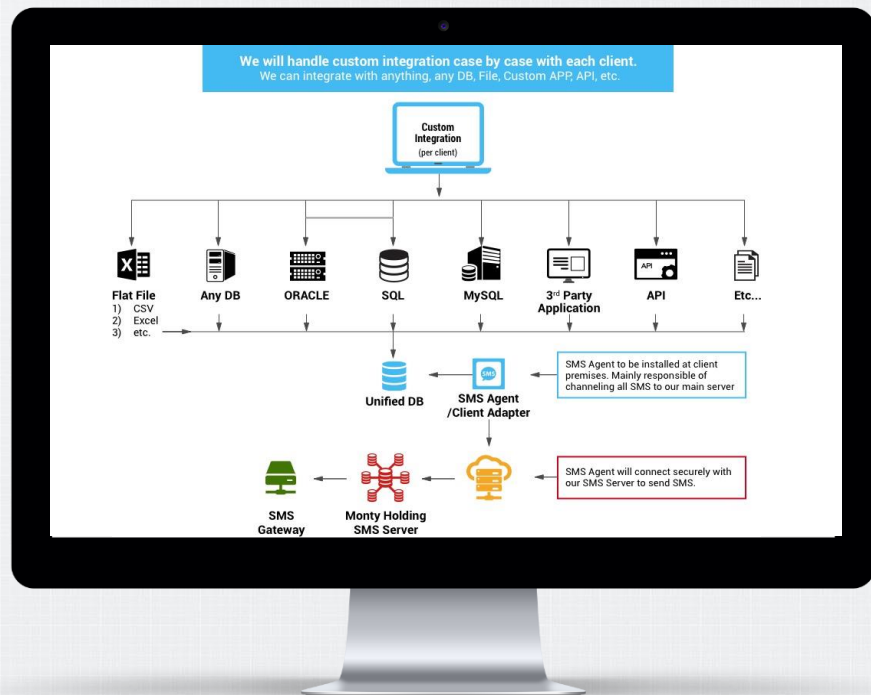 We will handle custom integration case by case with each client.
We can integrate with anything, any DB, File, Custom APP, API, etc.
Custom
Integration
(per client)
Flat File
1) CSV
2) Excel
3) etc.
Any DB
ORACLE
SQL
MySQL
3rd Party
Application
API
API
Etc...
Unified DB
SMS
SMS Agent
/Client Adapter
SMS Agent to be installed at client
premises. Mainly responsible of
channeling all SMS to our main server
SMS Agent will connect securely with
our SMS Server to send SMS.
Monty Holding
SMS Server
SMS
Gateway